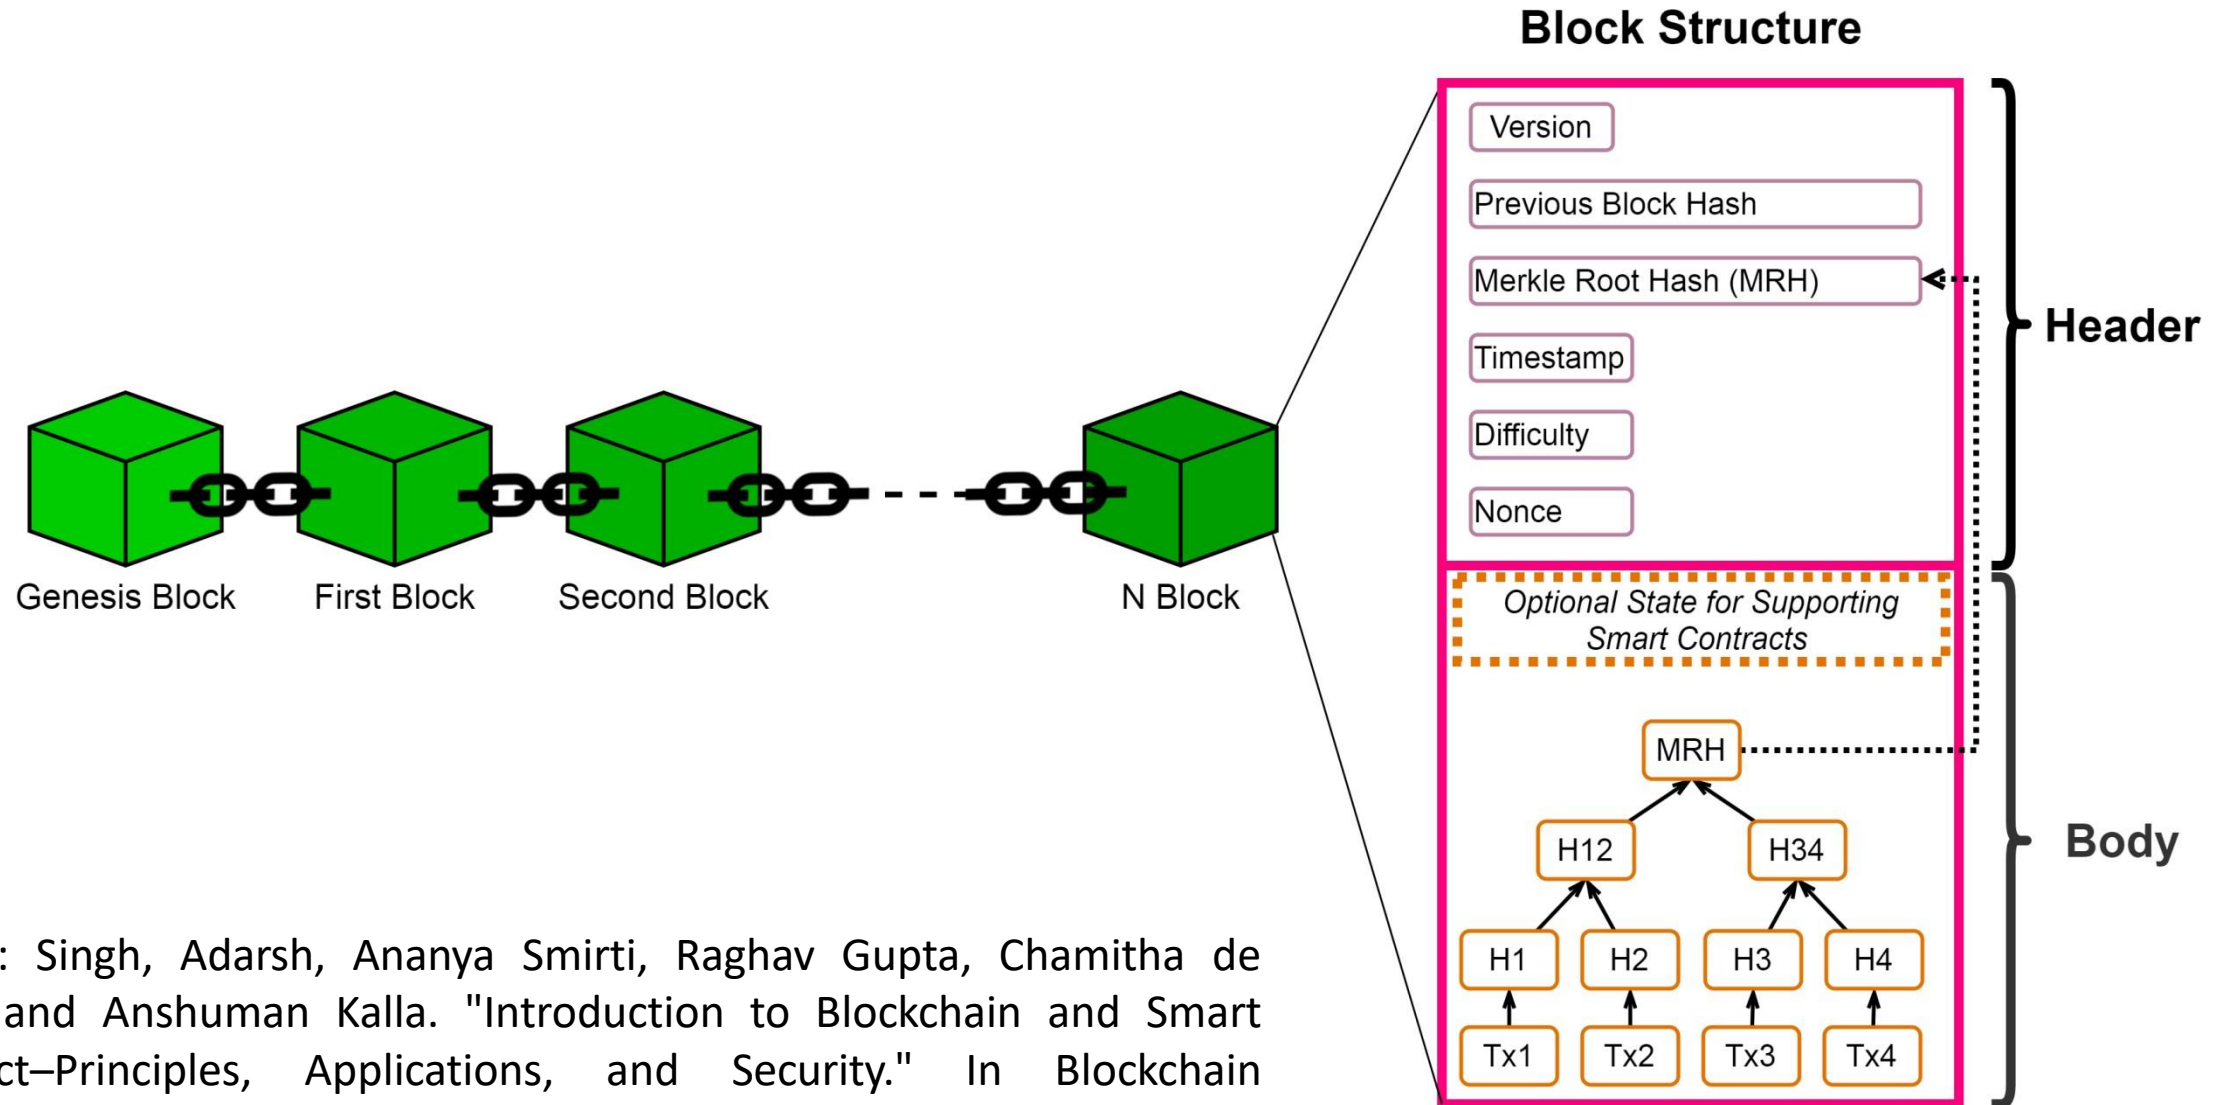 Block Structure
Version
Previous Block Hash
Merkle Root Hash (MRH)
Timestamp
Difficulty
Nonce
Header
Genesis Block
First Block
Second Block
N Block
Optional State for Supporting
Smart Contracts
MRH
H12 H34
Body
H1 H2 H3 H4
Tx1 Tx2 Tx3 Tx4
: Singh, Adarsh, Ananya Smirti, Raghav Gupta, Chamitha de
and Anshuman Kalla. "Introduction to Blockchain and Smart
ct–Principles, Applications, and Security." In Blockchain